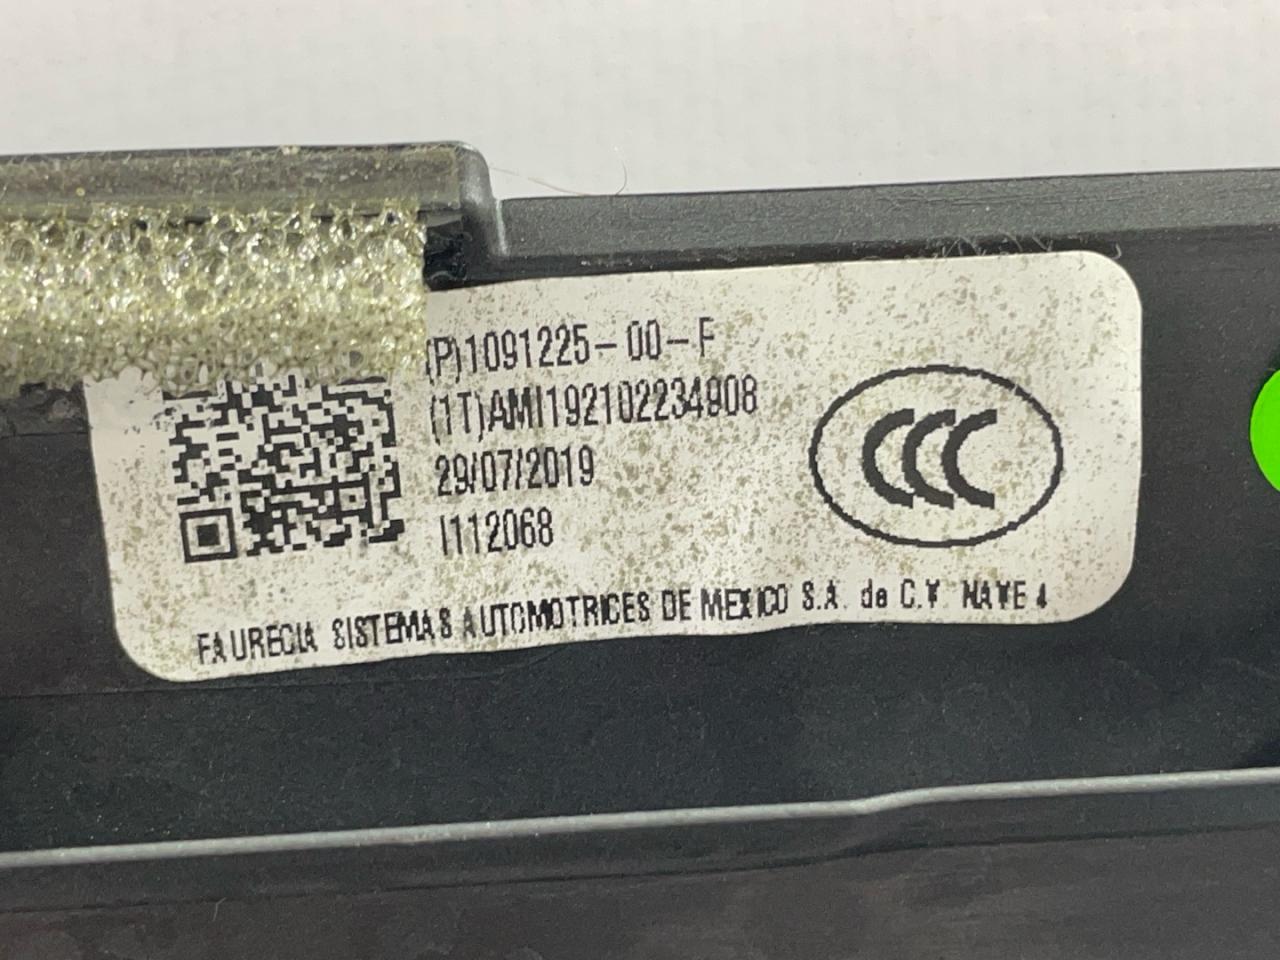 (P)1091225-00-F
(1T)AMI192102234908
29/07/2019
I112068
CCC
FAURECIA SISTEMAS AUTOMOTRICES DE MEXICO S.A. de C.V NAVE 4